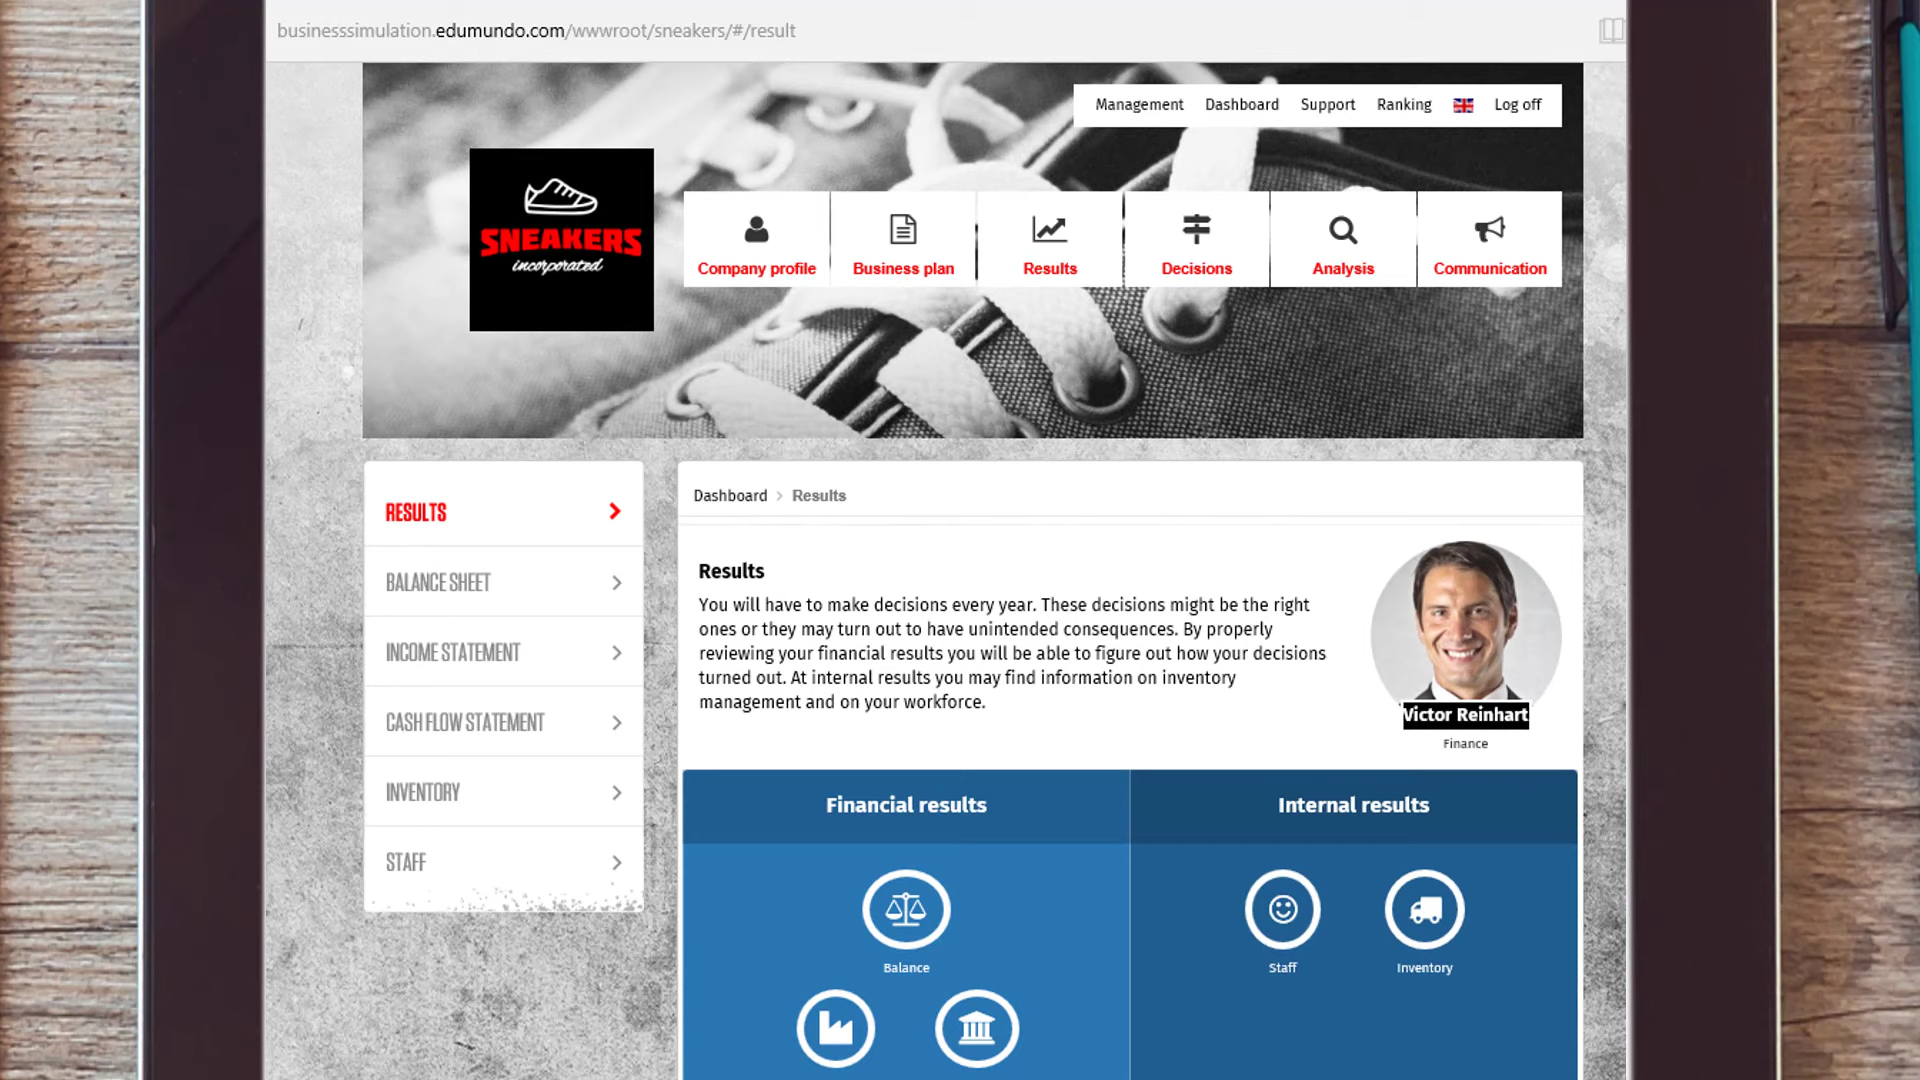 businesssimulation.edumundo.com/wwwroot/sneakers/#/result
Management Dashboard Support Ranking Log off
SNEAKERS
incorporated
Company profile Business plan Results Decisions Analysis Communication
RESULTS
BALANCE SHEET
INCOME STATEMENT
CASH FLOW STATEMENT
INVENTORY
STAFF
Dashboard > Results
Results
You will have to make decisions every year. These decisions might be the right
ones or they may turn out to have unintended consequences. By properly
reviewing your financial results you will be able to figure out how your decisions
turned out. At internal results you may find information on inventory
management and on your workforce.
Victor Reinhart
Finance
Financial results
Internal results
Balance
Staff
Inventory